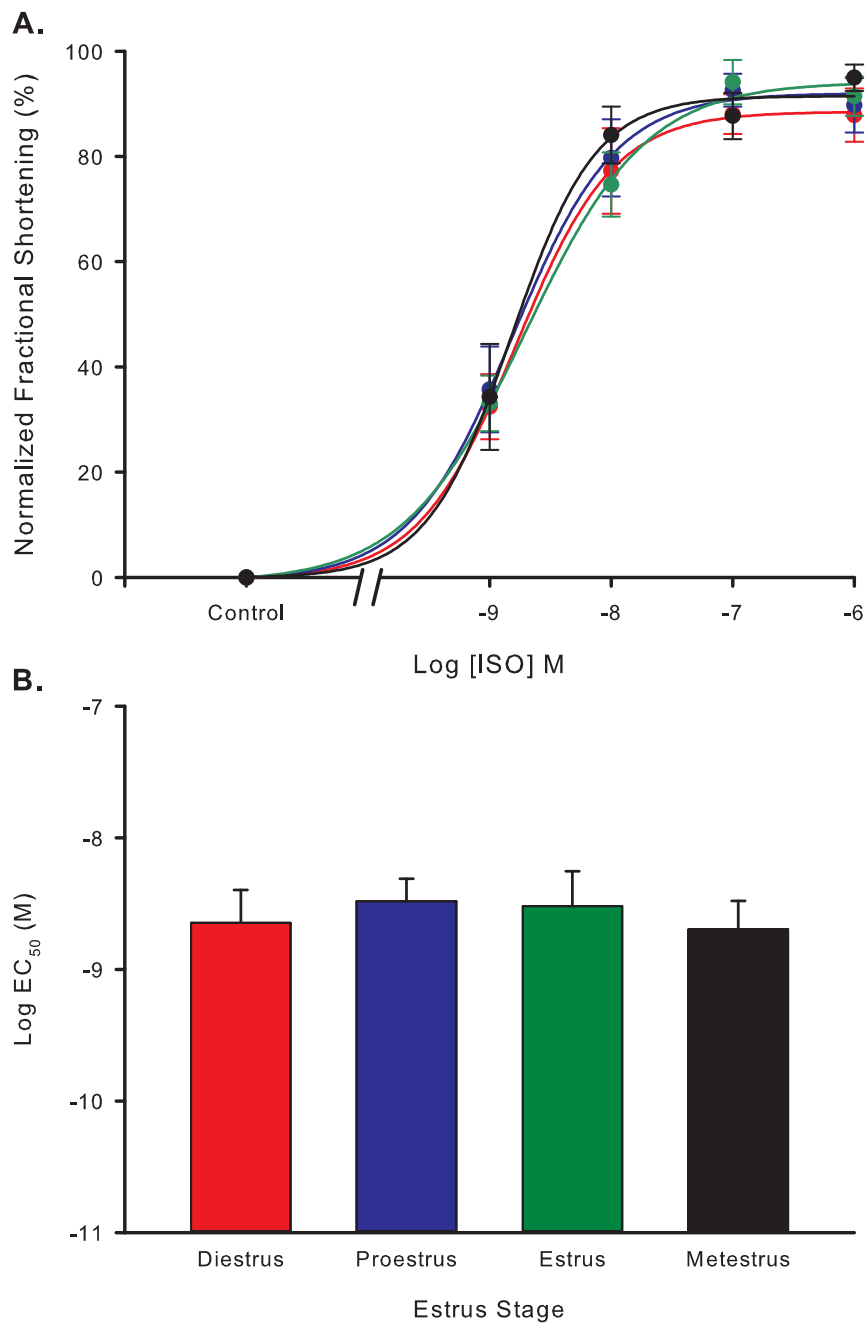 A.
Normalized Fractional Shortening (%)
100
80
60
40
20
0
Control
-9
-8
-7
-6
Log [ISO] M
B.
Log EC50 (M)
-7
-8
-9
-10
-11
Diestrus
Proestrus
Estrus
Metestrus
Estrus Stage